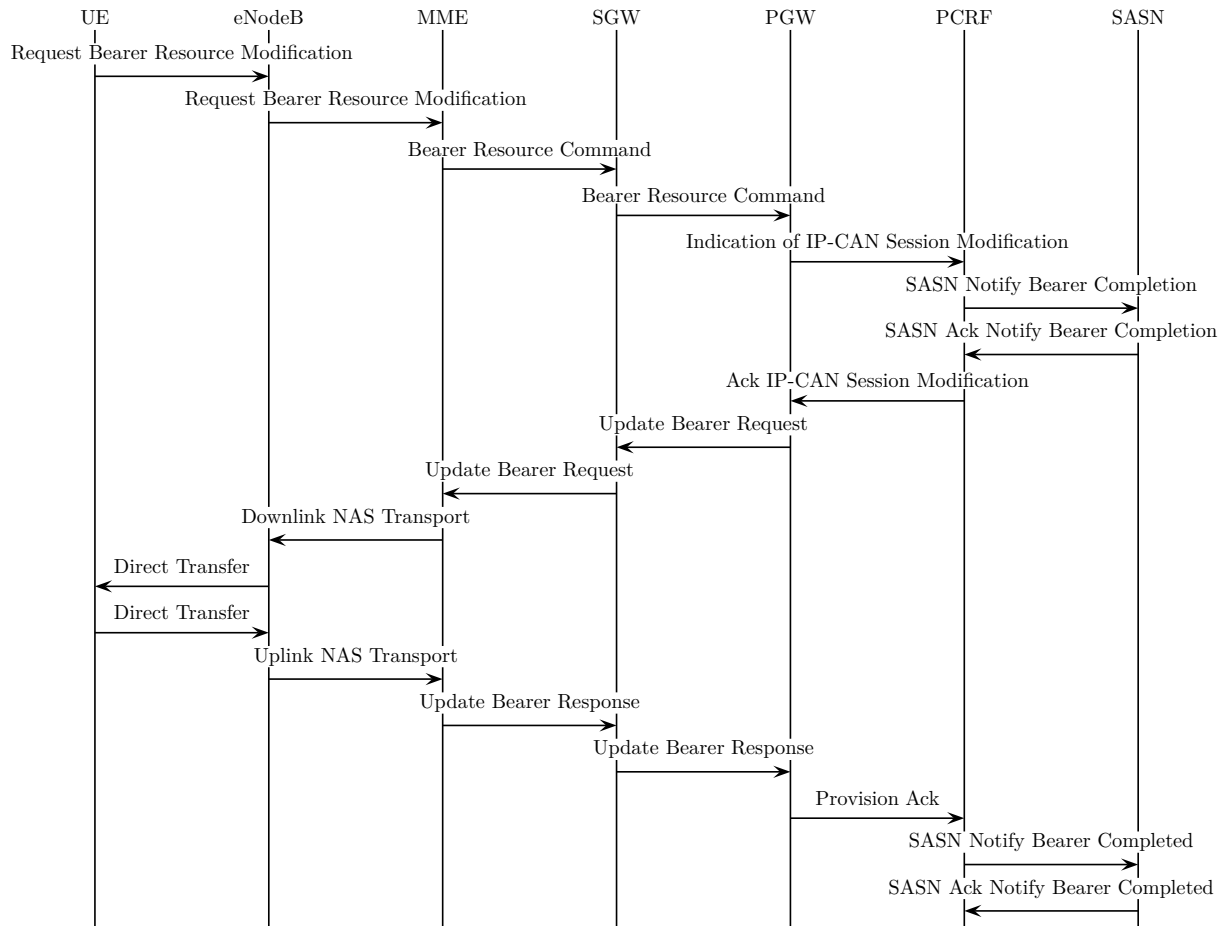 UE eNodeB MME SGW PGW PCRF SASN
Request Bearer Resource Modification
Request Bearer Resource Modification
Bearer Resource Command
Bearer Resource Command
Indication of IP-CAN Session Modification
SASN Notify Bearer Completion
SASN Ack Notify Bearer Completion
Ack IP-CAN Session Modification
Update Bearer Request
Update Bearer Request
Downlink NAS Transport
Direct Transfer
Direct Transfer
Uplink NAS Transport
Update Bearer Response
Update Bearer Response
Provision Ack
SASN Notify Bearer Completed
SASN Ack Notify Bearer Completed